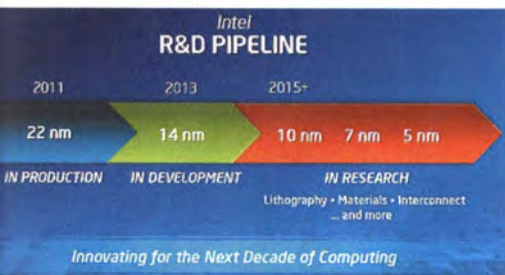 Intel
R&D PIPELINE
2011 2013 2015+
22 nm 14 nm 10 nm 7 nm 5 nm
IN PRODUCTION IN DEVELOPMENT IN RESEARCH
Lithography • Materials • Interconnect
... and more
Innovating for the Next Decade of Computing